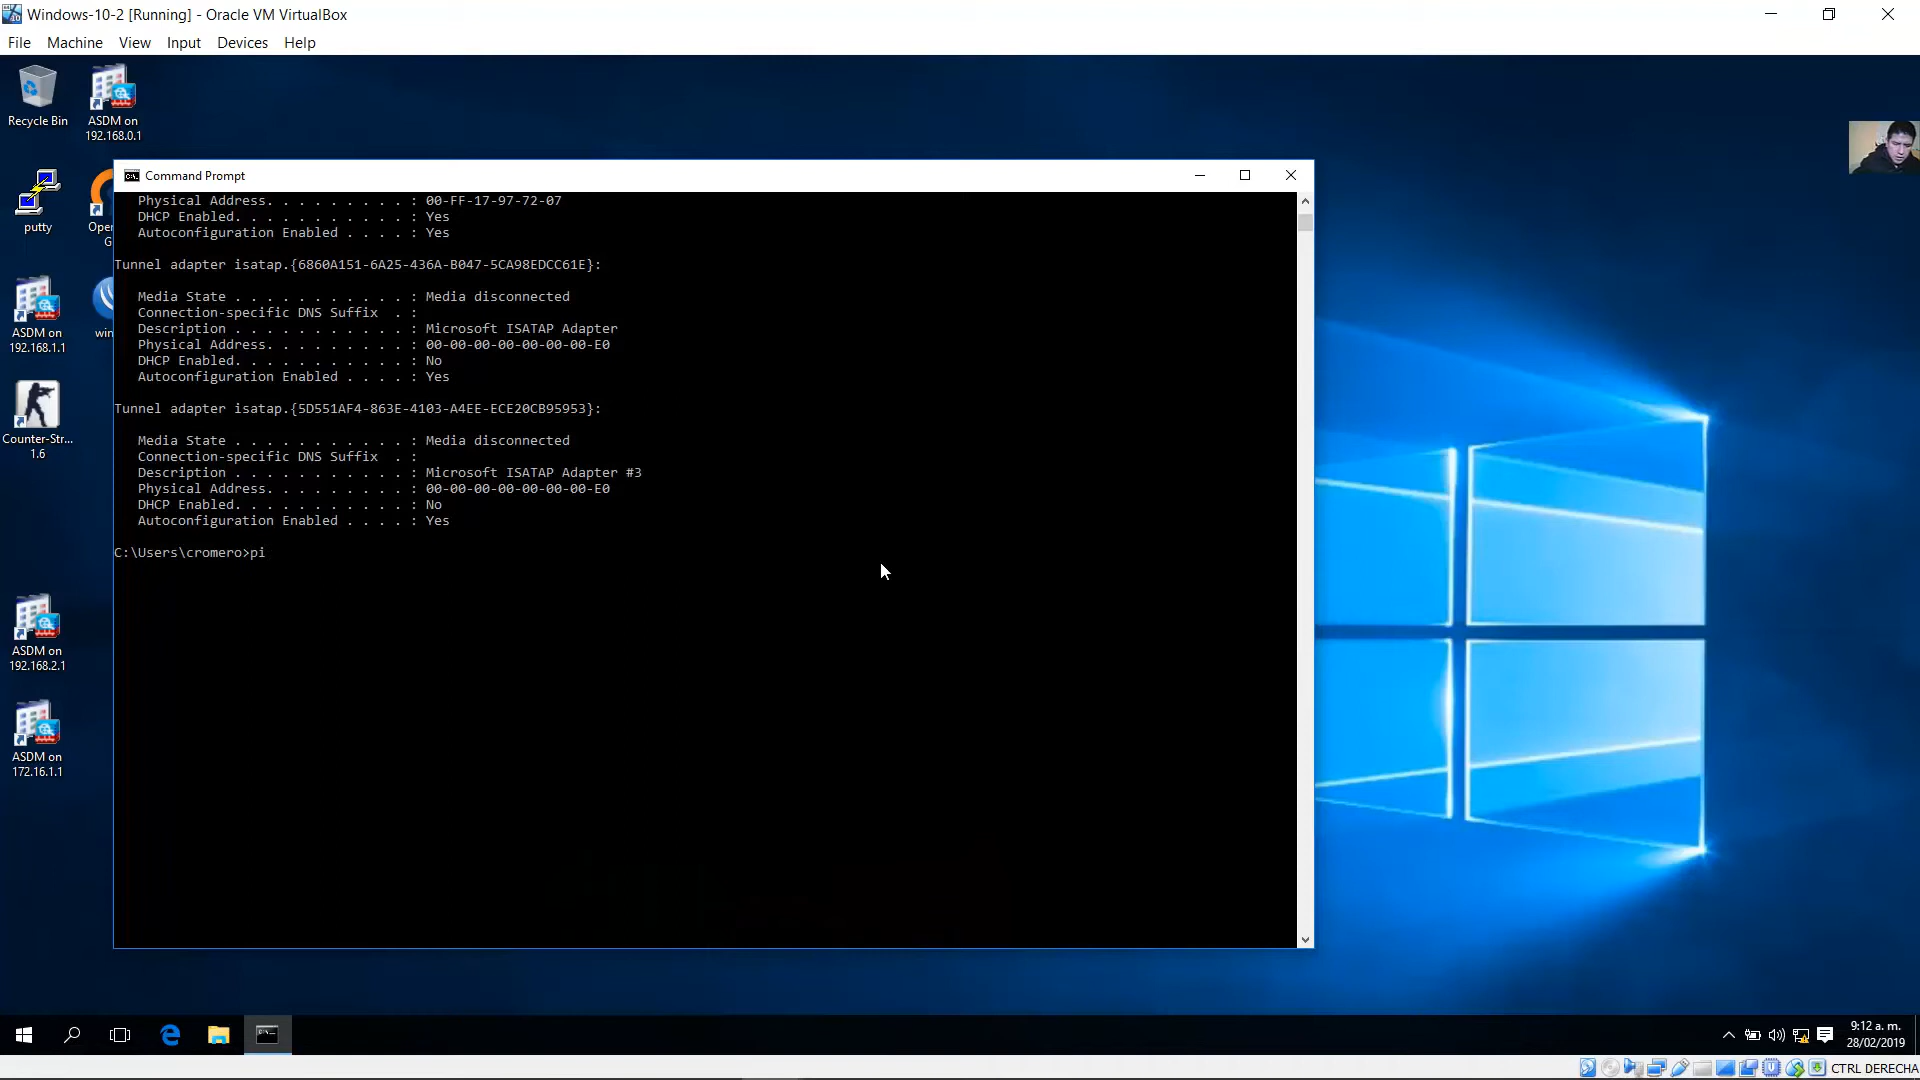 Windows-10-2 [Running] - Oracle VM VirtualBox
File Machine View Input Devices Help
Recycle Bin
ASDM on
192.168.0.1
putty
Open
G
ASDM on
192.168.1.1
win
Counter-Str...
1.6
ASDM on
192.168.2.1
ASDM on
172.16.1.1
Command Prompt
Physical Address. . . . . . . . . : 00-FF-17-97-72-07
DHCP Enabled. . . . . . . . . . . : Yes
Autoconfiguration Enabled . . . . : Yes
Tunnel adapter isatap.{6860A151-6A25-436A-B047-5CA98EDCC61E}:
Media State . . . . . . . . . . . : Media disconnected
Connection-specific DNS Suffix  . :
Description . . . . . . . . . . . : Microsoft ISATAP Adapter
Physical Address. . . . . . . . . : 00-00-00-00-00-00-00-E0
DHCP Enabled. . . . . . . . . . . : No
Autoconfiguration Enabled . . . . : Yes
Tunnel adapter isatap.{5D551AF4-863E-4103-A4EE-ECE20CB95953}:
Media State . . . . . . . . . . . : Media disconnected
Connection-specific DNS Suffix  . :
Description . . . . . . . . . . . : Microsoft ISATAP Adapter #3
Physical Address. . . . . . . . . : 00-00-00-00-00-00-00-E0
DHCP Enabled. . . . . . . . . . . : No
Autoconfiguration Enabled . . . . : Yes
C:\Users\cromero>pi
9:12 a. m.
28/02/2019
CTRL DERECHA